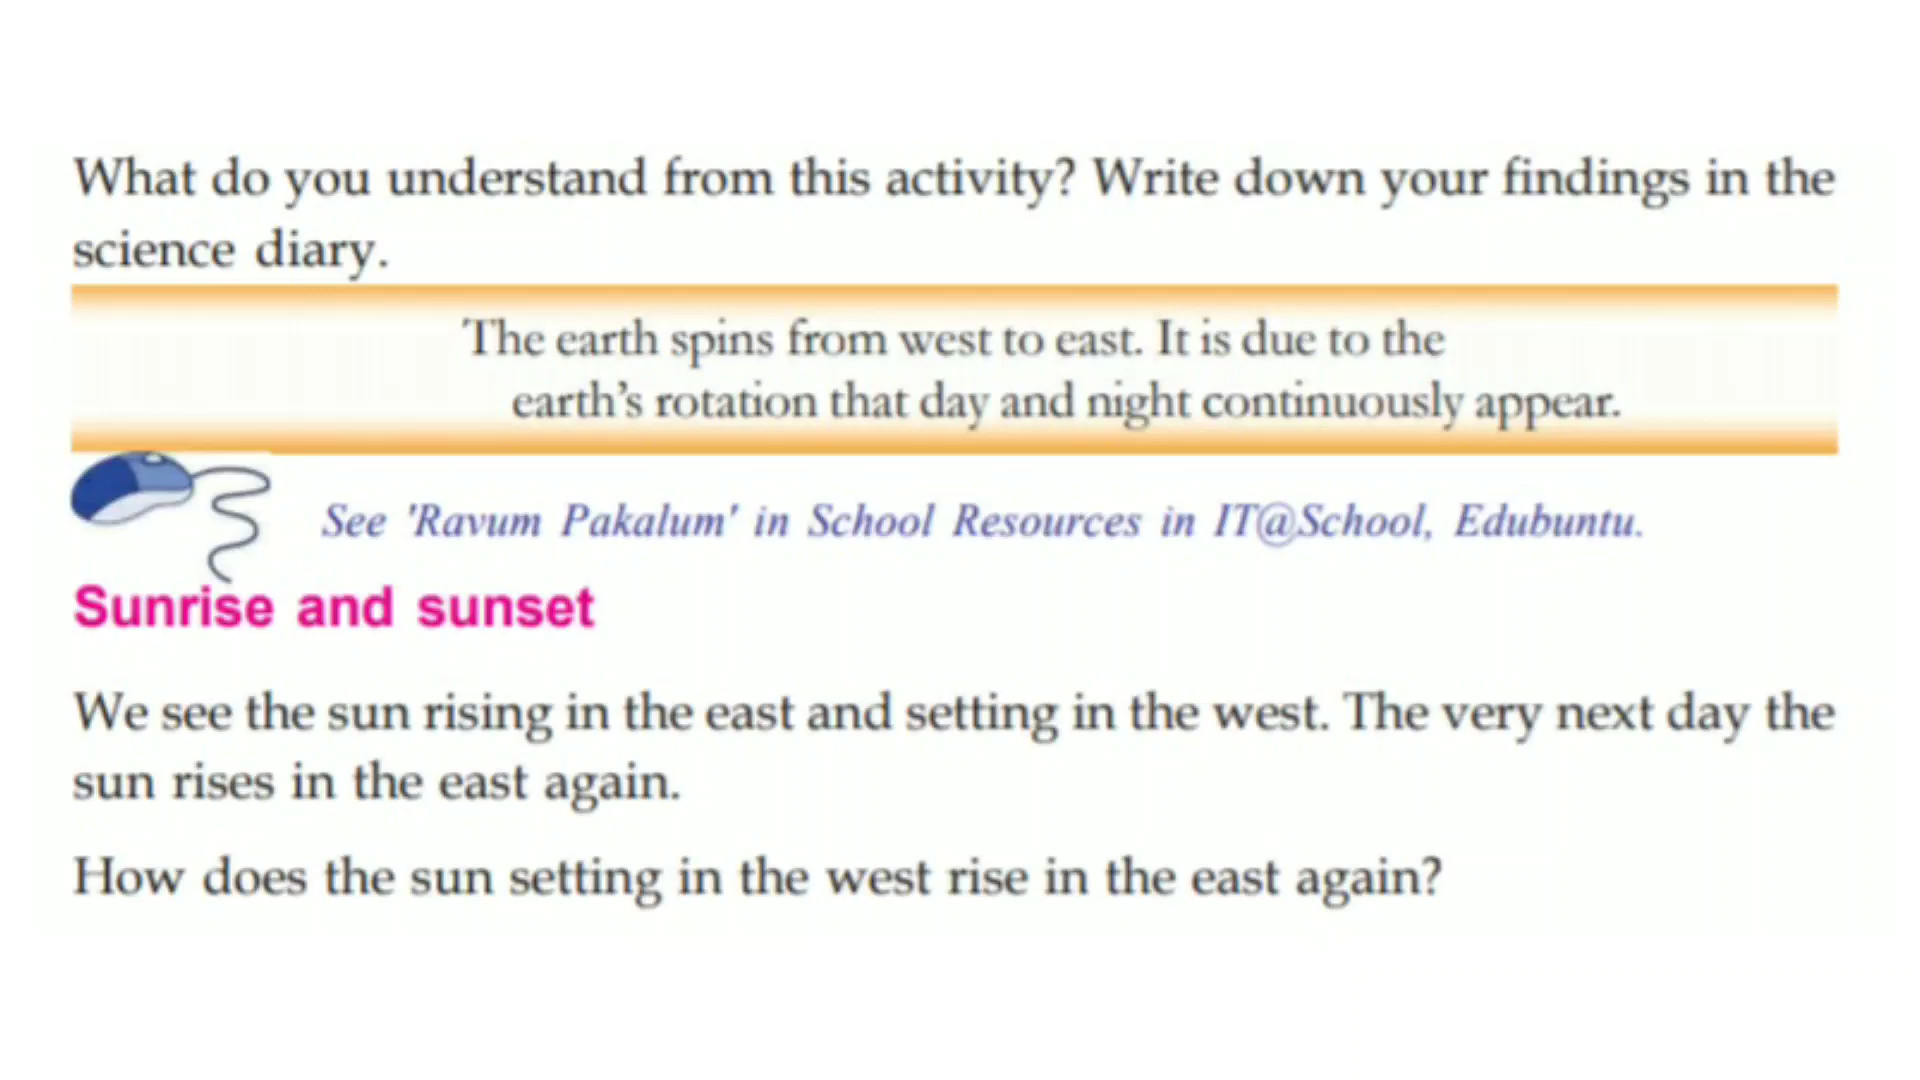 What do you understand from this activity? Write down your findings in the
science diary.
The earth spins from west to east. It is due to the
earth’s rotation that day and night continuously appear.
See 'Ravum Pakalum' in School Resources in IT@School, Edubuntu.
Sunrise and sunset
We see the sun rising in the east and setting in the west. The very next day the
sun rises in the east again.
How does the sun setting in the west rise in the east again?